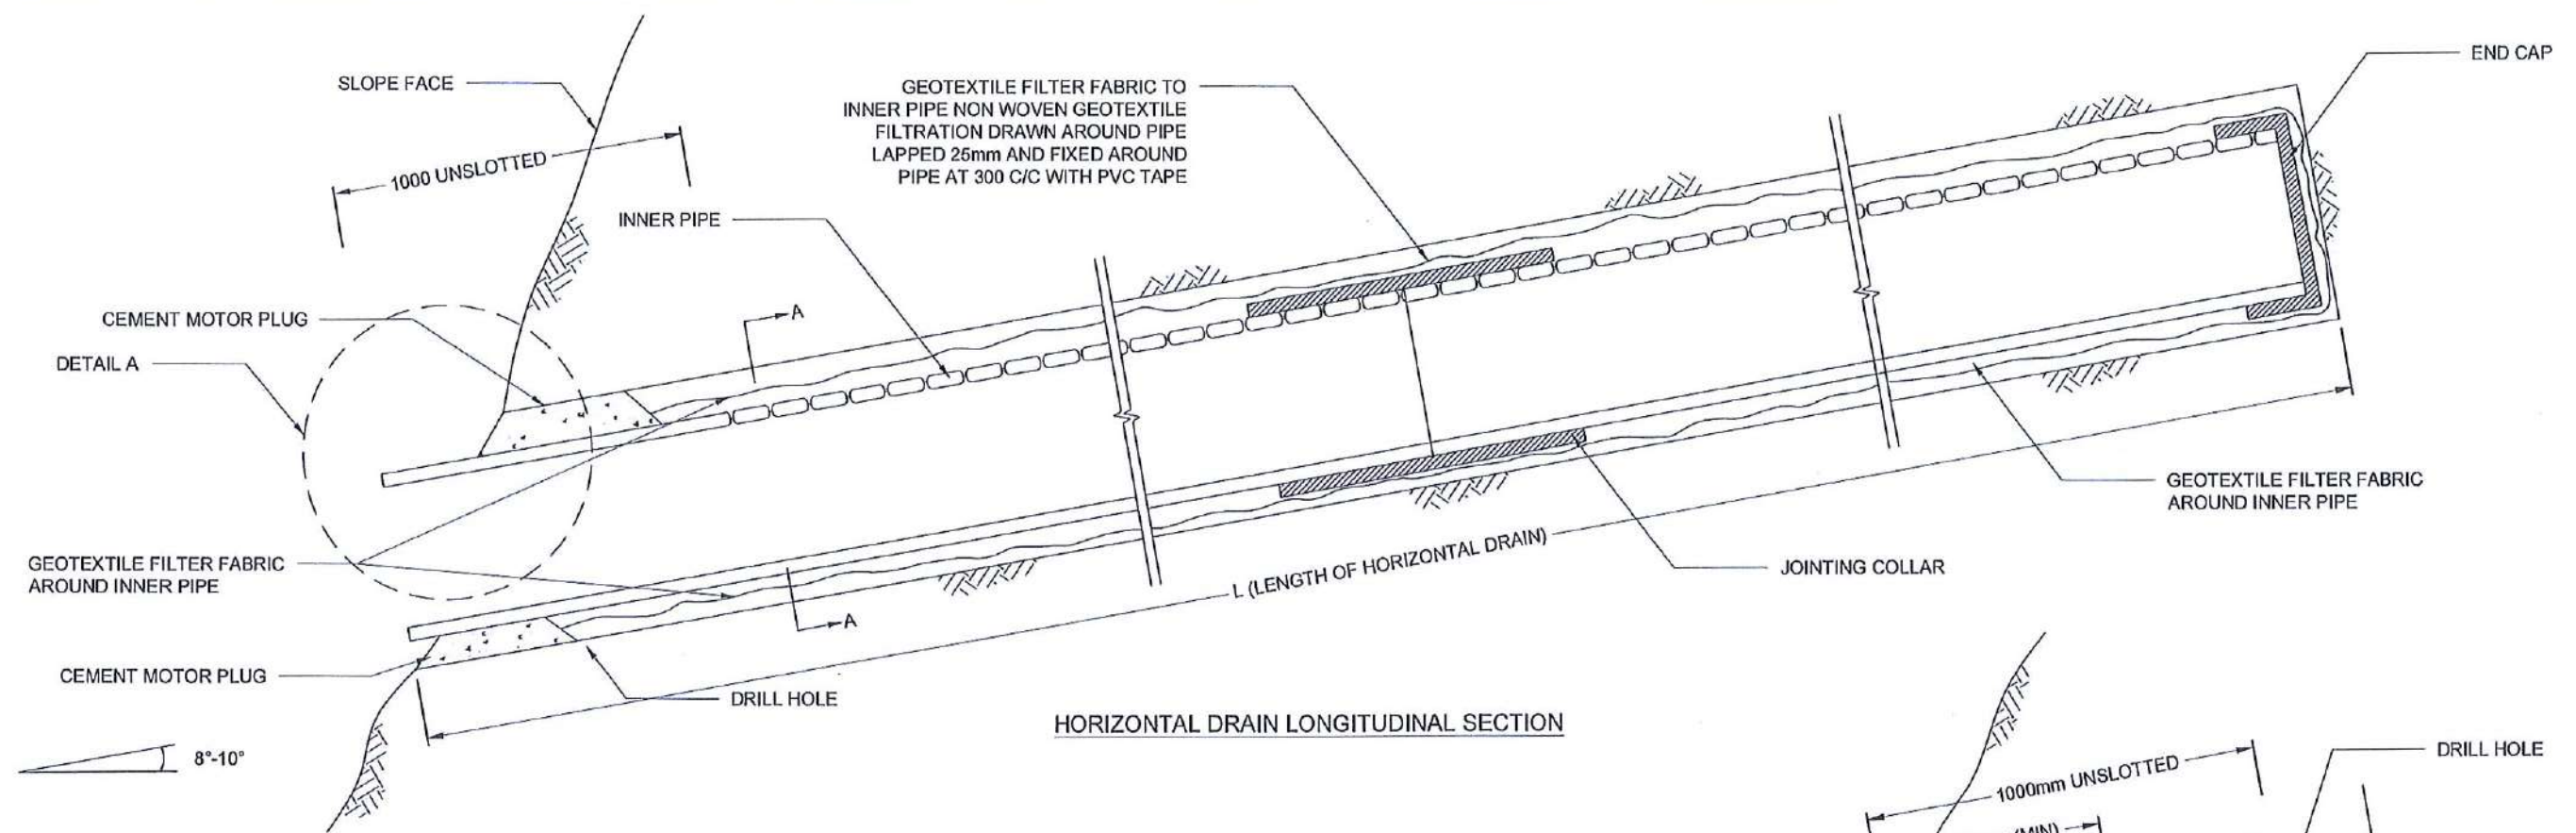 END CAP
SLOPE FACE
GEOTEXTILE FILTER FABRIC TO
INNER PIPE NON WOVEN GEOTEXTILE
FILTRATION DRAWN AROUND PIPE
LAPPED 25mm AND FIXED AROUND
PIPE AT 300 C/C WITH PVC TAPE
1000 UNSLOTTED
INNER PIPE
CEMENT MOTOR PLUG
A
DETAIL A
GEOTEXTILE FILTER FABRIC
AROUND INNER PIPE
GEOTEXTILE FILTER FABRIC
AROUND INNER PIPE
L (LENGTH OF HORIZONTAL DRAIN)
JOINTING COLLAR
A
CEMENT MOTOR PLUG
DRILL HOLE
HORIZONTAL DRAIN LONGITUDINAL SECTION
8°-10°
DRILL HOLE
1000mm UNSLOTTED
(MIN)